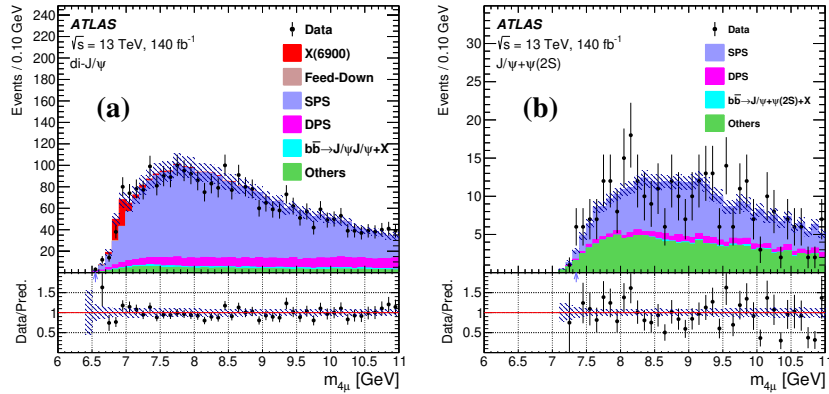 ATLAS
√s = 13 TeV, 140 fb⁻¹
di-J/ψ
(a)
Data
X(6900)
Feed-Down
SPS
DPS
bb̅→J/ψJ/ψ+X
Others
Events / 0.10 GeV
240
220
200
180
160
140
120
100
80
60
40
20
Data/Pred.
1.5
1
0.5
6 6.5 7 7.5 8 8.5 9 9.5 10 10.5 11
m4μ [GeV]
ATLAS
√s = 13 TeV, 140 fb⁻¹
J/ψ+ψ(2S)
(b)
Data
SPS
DPS
bb̅→J/ψ+ψ(2S)+X
Others
Events / 0.10 GeV
35
30
25
20
15
10
5
0
Data/Pred.
1.5
1
0.5
6 6.5 7 7.5 8 8.5 9 9.5 10 10.5 11
m4μ [GeV]